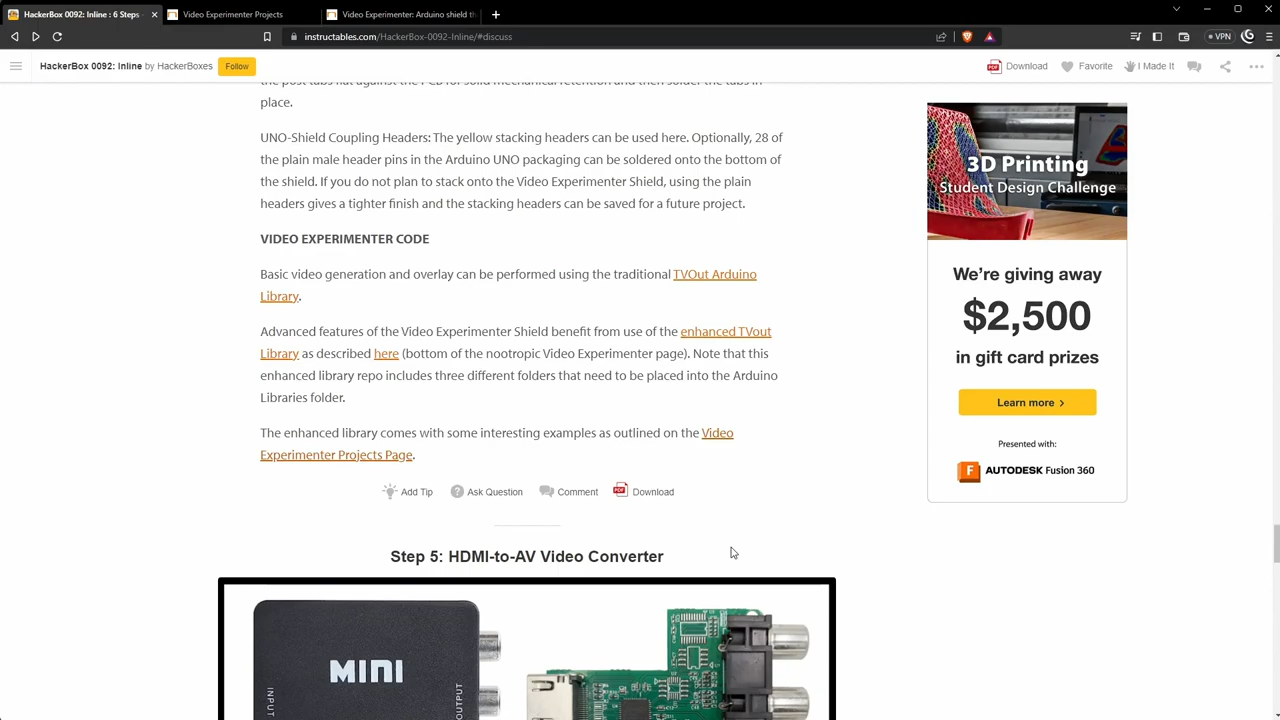 HackerBox 0092: Inline : 6 Steps
Video Experimenter Projects
Video Experimenter: Arduino shield th
instructables.com/HackerBox-0092-Inline/#discuss
VPN
HackerBox 0092: Inline by HackerBoxes
Follow
Download
Favorite
I Made It
the post tabs flat against the PCB for solid mechanical retention and then solder the tabs in
place.
UNO-Shield Coupling Headers: The yellow stacking headers can be used here. Optionally, 28 of
the plain male header pins in the Arduino UNO packaging can be soldered onto the bottom of
the shield. If you do not plan to stack onto the Video Experimenter Shield, using the plain
headers gives a tighter finish and the stacking headers can be saved for a future project.
VIDEO EXPERIMENTER CODE
Basic video generation and overlay can be performed using the traditional TVOut Arduino
Library.
Advanced features of the Video Experimenter Shield benefit from use of the enhanced TVout
Library as described here (bottom of the nootropic Video Experimenter page). Note that this
enhanced library repo includes three different folders that need to be placed into the Arduino
Libraries folder.
The enhanced library comes with some interesting examples as outlined on the Video
Experimenter Projects Page.
Add Tip
Ask Question
Comment
PDF
Download
Step 5: HDMI-to-AV Video Converter
MINI
INPUT
OUTPUT
3D Printing
Student Design Challenge
We're giving away
$2,500
in gift card prizes
Learn more
Presented with:
F AUTODESK Fusion 360